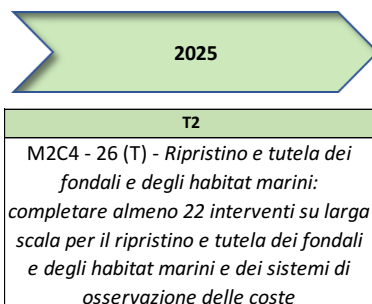 2025
T2
M2C4 - 26 (T) - Ripristino e tutela dei
fondali e degli habitat marini:
completare almeno 22 interventi su larga
scala per il ripristino e tutela dei fondali
e degli habitat marini e dei sistemi di
osservazione delle coste